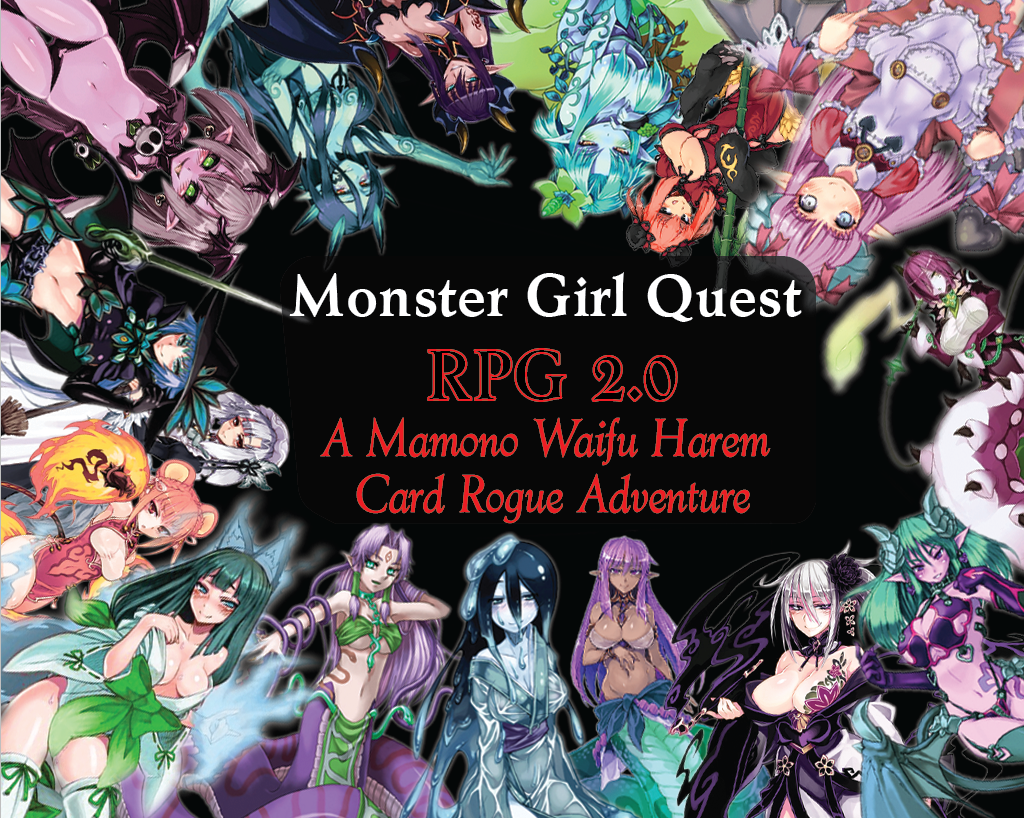 Monster Girl Quest
RPG 2.0
A Mamono Waifu Harem
Card Rogue Adventure